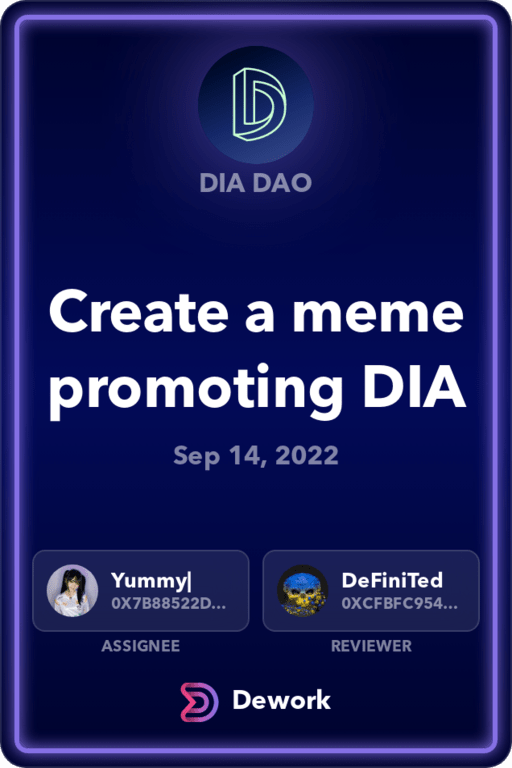 DIA DAO
Create a meme
promoting DIA
Sep 14, 2022
Yummy|
0X7B88522D...
DeFiniTed
0XCFBFC954...
ASSIGNEE
REVIEWER
Dework